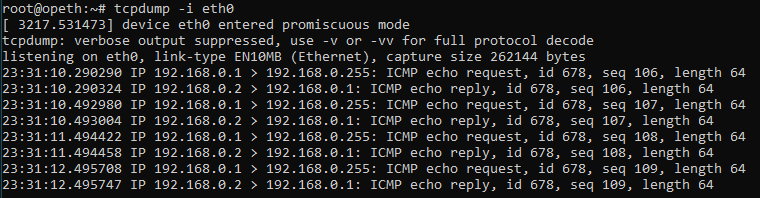 root@opeth:~# tcpdump -i eth0
[ 3217.531473] device eth0 entered promiscuous mode
tcpdump: verbose output suppressed, use -v or -vv for full protocol decode
listening on eth0, link-type EN10MB (Ethernet), capture size 262144 bytes
23:31:10.290290 IP 192.168.0.1 > 192.168.0.255: ICMP echo request, id 678, seq 106, length 64
23:31:10.290324 IP 192.168.0.2 > 192.168.0.1: ICMP echo reply, id 678, seq 106, length 64
23:31:10.492980 IP 192.168.0.1 > 192.168.0.255: ICMP echo request, id 678, seq 107, length 64
23:31:10.493004 IP 192.168.0.2 > 192.168.0.1: ICMP echo reply, id 678, seq 107, length 64
23:31:11.494422 IP 192.168.0.1 > 192.168.0.255: ICMP echo request, id 678, seq 108, length 64
23:31:11.494458 IP 192.168.0.2 > 192.168.0.1: ICMP echo reply, id 678, seq 108, length 64
23:31:12.495708 IP 192.168.0.1 > 192.168.0.255: ICMP echo request, id 678, seq 109, length 64
23:31:12.495747 IP 192.168.0.2 > 192.168.0.1: ICMP echo reply, id 678, seq 109, length 64